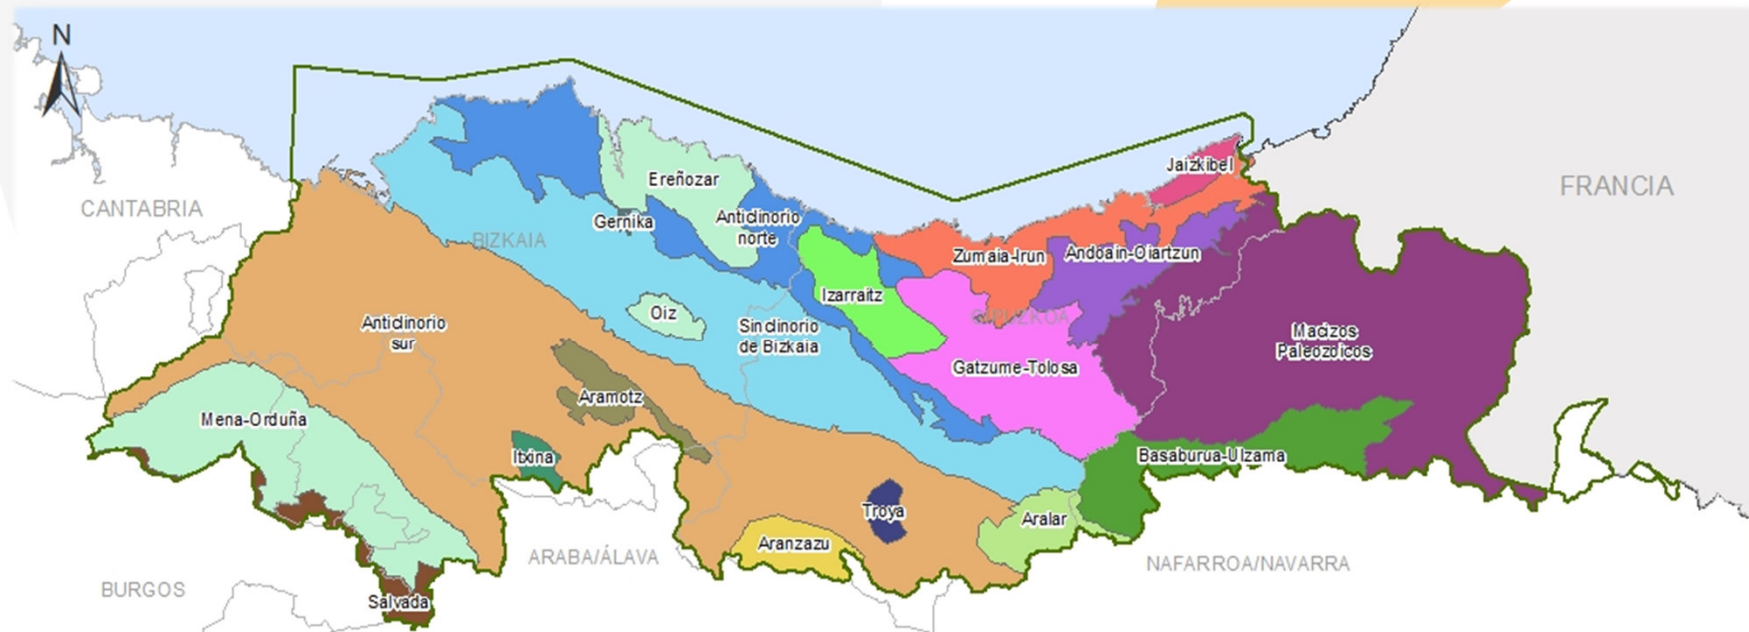 N
CANTABRIA
FRANCIA
Jaizkibel
Ereñozar
Gernika
Anticlinorio
norte
BIZKAIA
Zumaia-Irun
Andoain-Oiartzun
Izarraitz
GIPUZKOA
Oiz
Anticlinorio
sur
Sinclinorio
de Bizkaia
Macizos
Paleozoicos
Gatzume-Tolosa
Aramotz
Mena-Orduña
Itxina
Basaburua-Ulzama
Troya
Aralar
Aranzazu
ARABA/ÁLAVA
NAFARROA/NAVARRA
BURGOS
Salvada